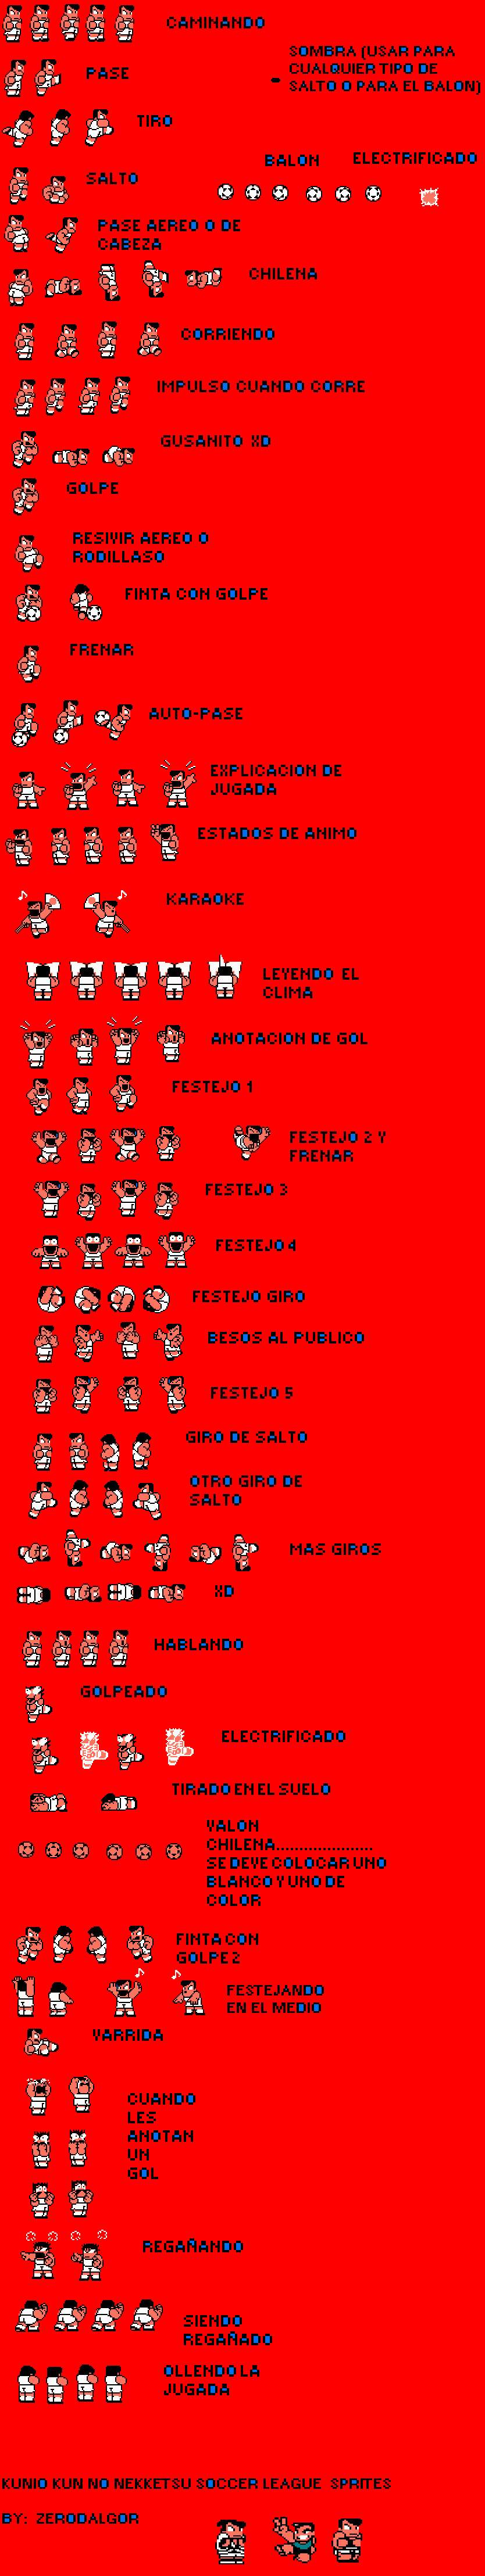 CAMINANDO
SOMBRA (USAR PARA
CUALQUIER TIPO DE
SALTO O PARA EL BALON)
PASE
TIRO
BALON
ELECTRIFICADO
SALTO
PASE AEREO O DE
CABEZA
CHILENA
CORRIENDO
IMPULSO CUANDO CORRE
GUSANITO XD
GOLPE
RESIVIR AEREO O
RODILLASO
FINTA CON GOLPE
FRENAR
AUTO-PASE
EXPLICACION DE
JUGADA
ESTADOS DE ANIMO
KARAOKE
LEYENDO EL
CLIMA
ANOTACION DE GOL
FESTEJO 1
FESTEJO 2 Y
FRENAR
FESTEJO 3
FESTEJO 4
FESTEJO GIRO
BESOS AL PUBLICO
FESTEJO 5
GIRO DE SALTO
OTRO GIRO DE
SALTO
MAS GIROS
XD
HABLANDO
GOLPEADO
ELECTRIFICADO
TIRADO EN EL SUELO
VALON
CHILENA.....................
SE DEVE COLOCAR UNO
BLANCO Y UNO DE
COLOR
FINTA CON
GOLPE 2
FESTEJANDO
EN EL MEDIO
VARRIDA
CUANDO
LES
ANOTAN
UN
GOL
REGAÑANDO
SIENDO
REGAÑADO
OLLENDO LA
JUGADA
KUNIO KUN NO NEKKETSU SOCCER LEAGUE SPRITES
BY: ZERODALGOR